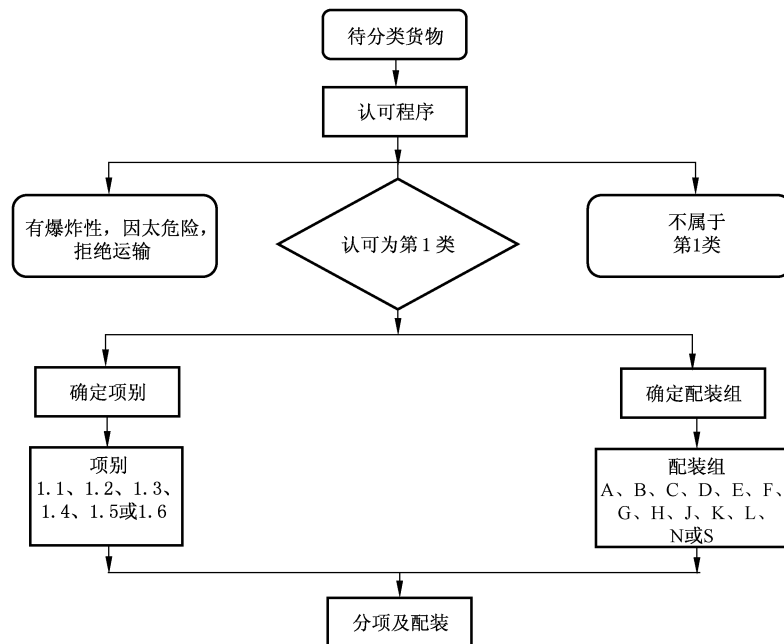 待分类货物
认可程序
有爆炸性，因太危险，
拒绝运输
认可为第1类
不属于
第1类
确定项别
确定配装组
项别
1.1、1.2、1.3、
1.4、1.5或1.6
配装组
A、B、C、D、E、F、
G、H、J、K、L、
N或S
分项及配装